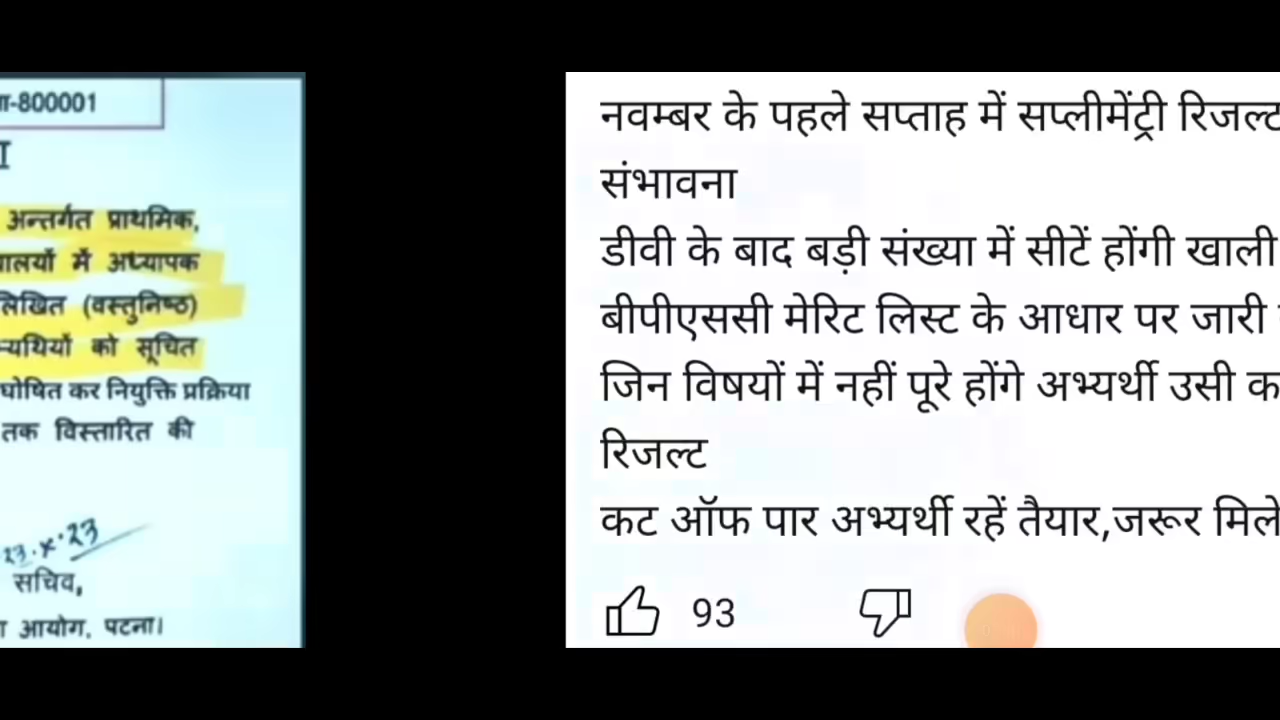 -800001
अन्तर्गत प्राथमिक,
में अध्यापक
लिखित (वस्तुनिष्ठ)
को सूचित
घोषित कर नियुक्ति प्रक्रिया
तक विस्तारित की
23.x.23
सचिव,
आयोग, पटना।
नवम्बर के पहले सप्ताह में सप्लीमेंट्री रिजल्ट
संभावना
डीवी के बाद बड़ी संख्या में सीटें होंगी खाली
बीपीएससी मेरिट लिस्ट के आधार पर जारी
जिन विषयों में नहीं पूरे होंगे अभ्यर्थी उसी
रिजल्ट
कट ऑफ पार अभ्यर्थी रहें तैयार,जरूर मिले
93